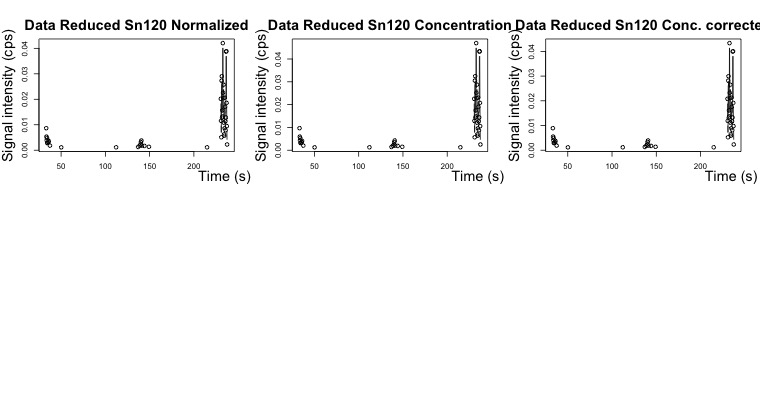 Data Reduced Sn120 Normalized
Signal intensity (cps)
0.00 0.01 0.02 0.03 0.04
50 100 150 200
Time (s)
Data Reduced Sn120 Concentration
Signal intensity (cps)
0.00 0.01 0.02 0.03 0.04
50 100 150 200
Time (s)
Data Reduced Sn120 Conc. correcte
Signal intensity (cps)
0.00 0.01 0.02 0.03 0.04
50 100 150 200
Time (s)